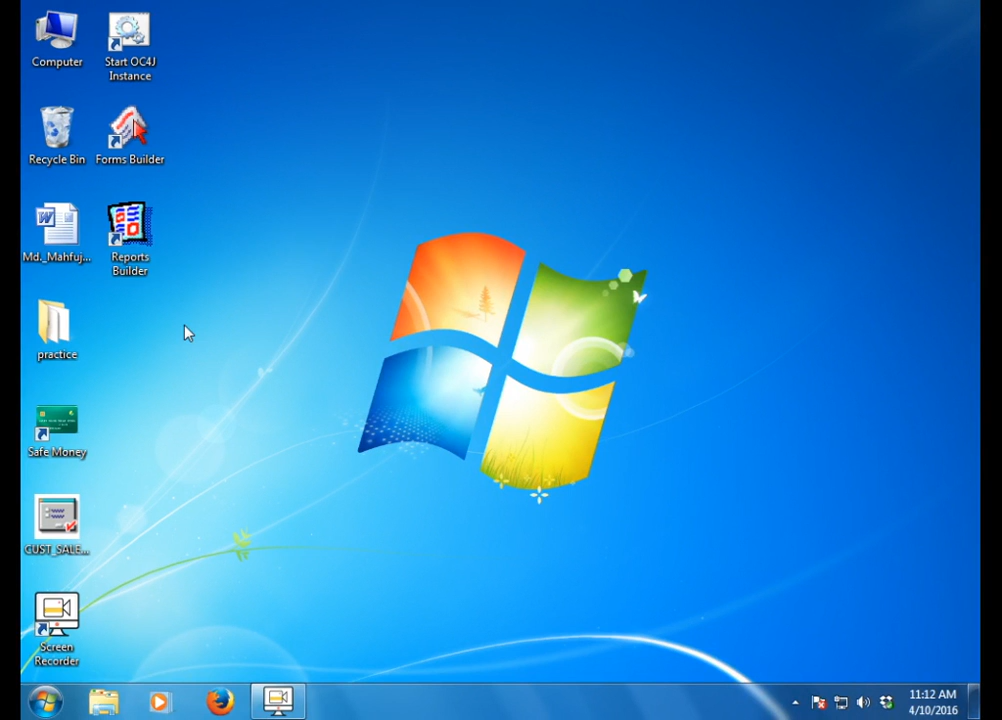 Computer
Start OC4J
Instance
Recycle Bin
Forms Builder
Md._Mahfuj...
Reports
Builder
practice
Safe Money
CUST_SALE...
Screen
Recorder
11:12 AM
4/10/2016